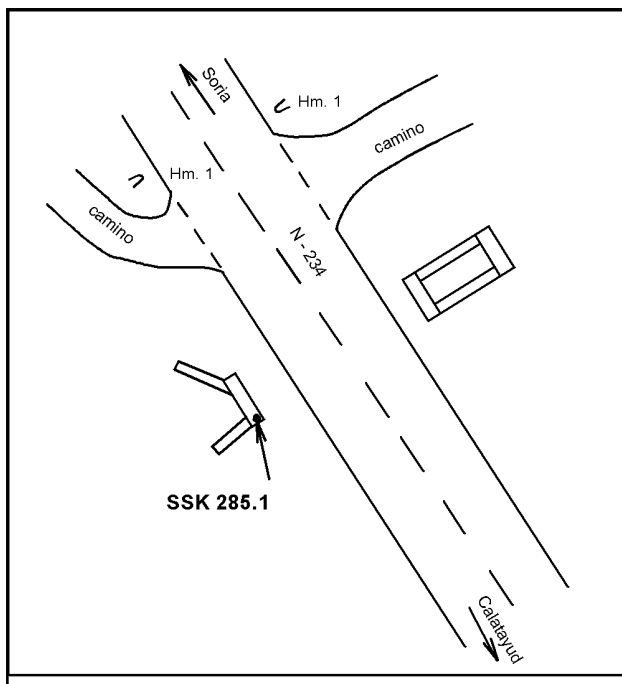 Soria
Hm. 1
camino
Hm. 1
camino
N - 234
SSK 285.1
Calatayud